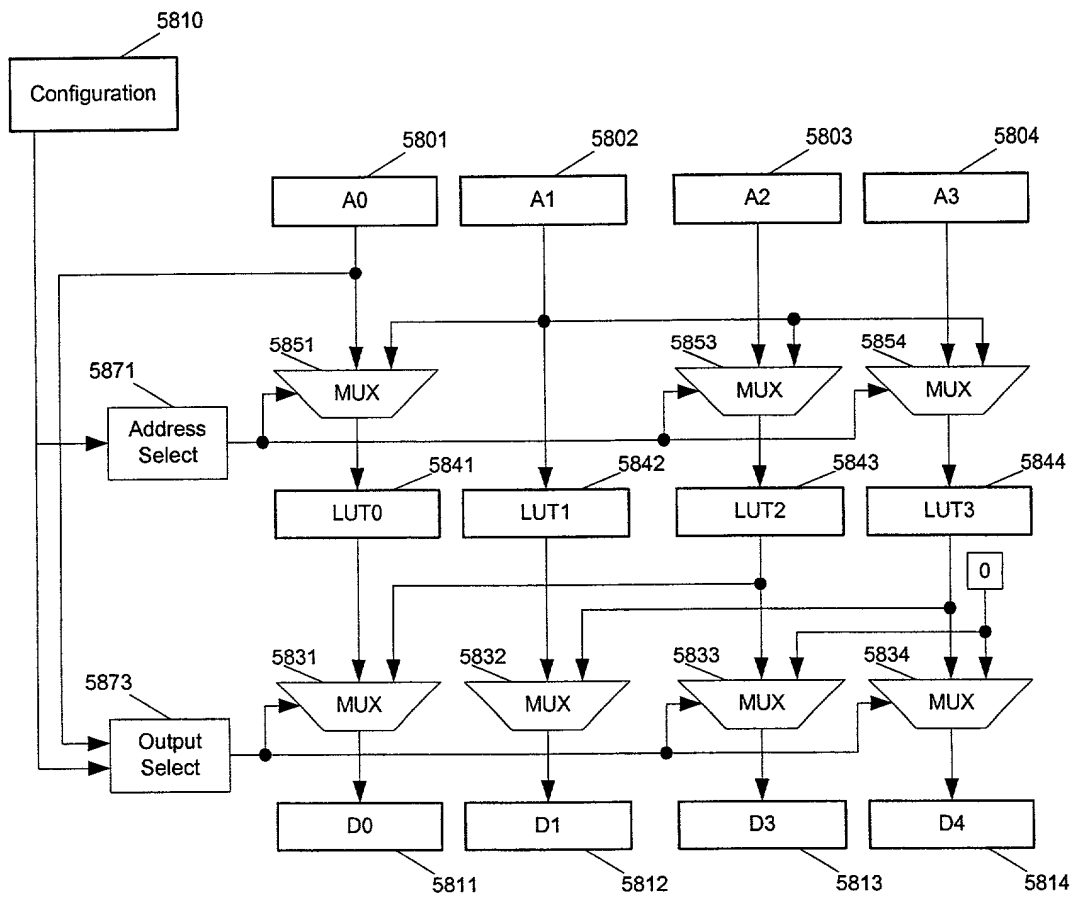 5810
Configuration
5801
5802
5803
5804
A0
A1
A2
A3
5851
5853
5854
MUX
MUX
MUX
5871
Address
Select
5841
5842
5843
5844
LUT0
LUT1
LUT2
LUT3
0
5831
5832
5833
5834
MUX
MUX
MUX
MUX
5873
Output
Select
D0
D1
D3
D4
5811
5812
5813
5814